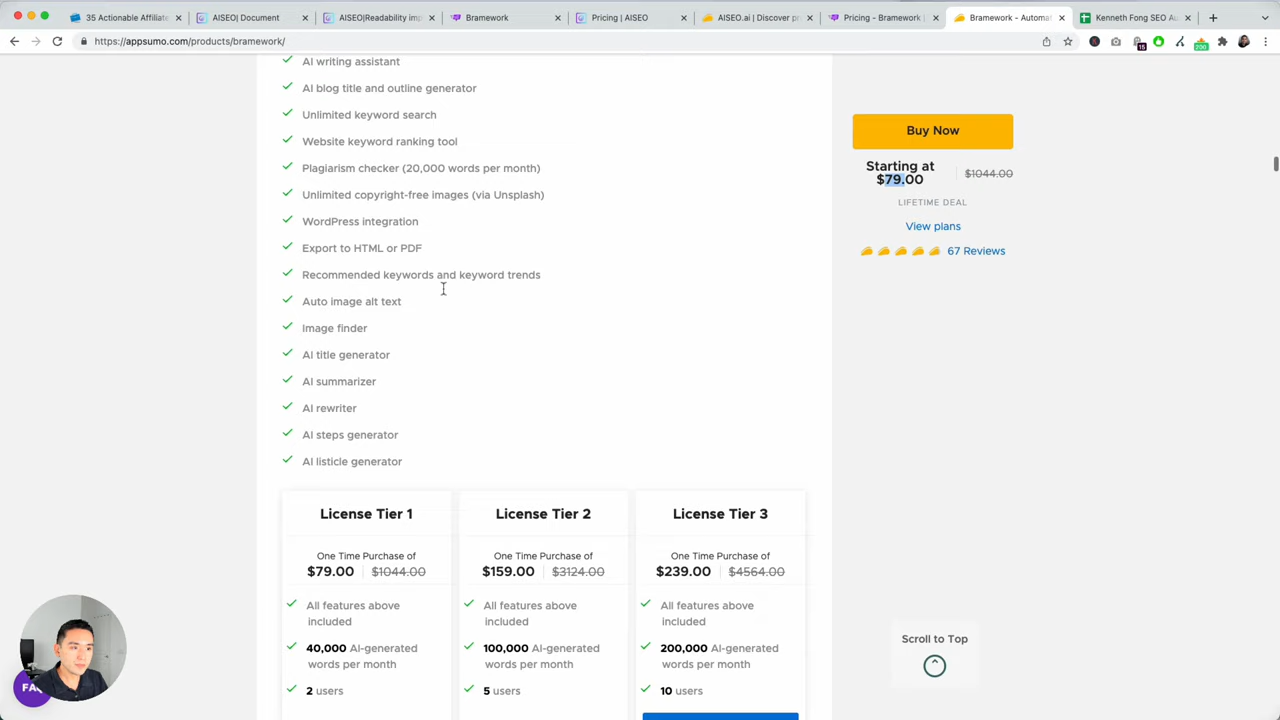 35 Actionable Affiliate
AISEO| Document
AISEO|Readability imp
Bramework
Pricing | AISEO
AISEO.ai | Discover pr
Pricing - Bramework
Bramework - Automat
Kenneth Fong SEO Au
https://appsumo.com/products/bramework/
15
200
AI writing assistant
AI blog title and outline generator
Unlimited keyword search
Website keyword ranking tool
Plagiarism checker (20,000 words per month)
Unlimited copyright-free images (via Unsplash)
WordPress integration
Export to HTML or PDF
Recommended keywords and keyword trends
Auto image alt text
Image finder
AI title generator
AI summarizer
AI rewriter
AI steps generator
AI listicle generator
Buy Now
Starting at
$79.00
$1044.00
LIFETIME DEAL
View plans
67 Reviews
License Tier 1
One Time Purchase of
$79.00 $1044.00
All features above
included
40,000 AI-generated
words per month
2 users
License Tier 2
One Time Purchase of
$159.00 $3124.00
All features above
included
100,000 AI-generated
words per month
5 users
License Tier 3
One Time Purchase of
$239.00 $4564.00
All features above
included
200,000 AI-generated
words per month
10 users
Scroll to Top